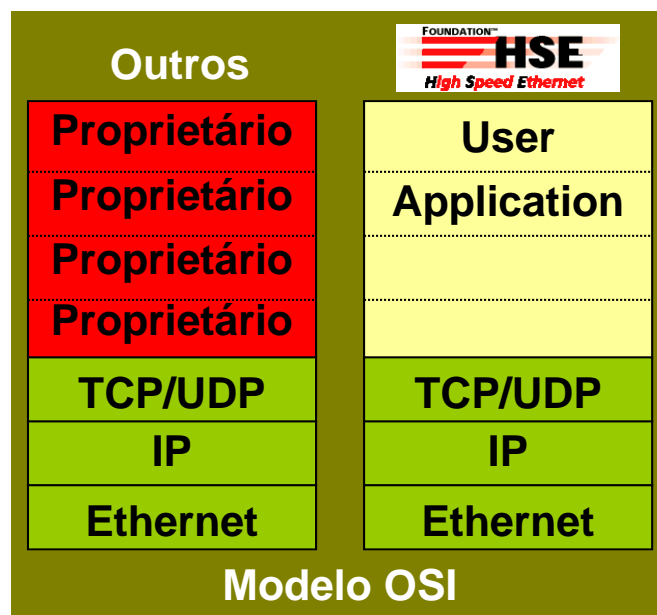 Outros
Proprietário
Proprietário
Proprietário
Proprietário
TCP/UDP
IP
Ethernet
FOUNDATION™
HSE
High Speed Ethernet
User
Application
TCP/UDP
IP
Ethernet
Modelo OSI